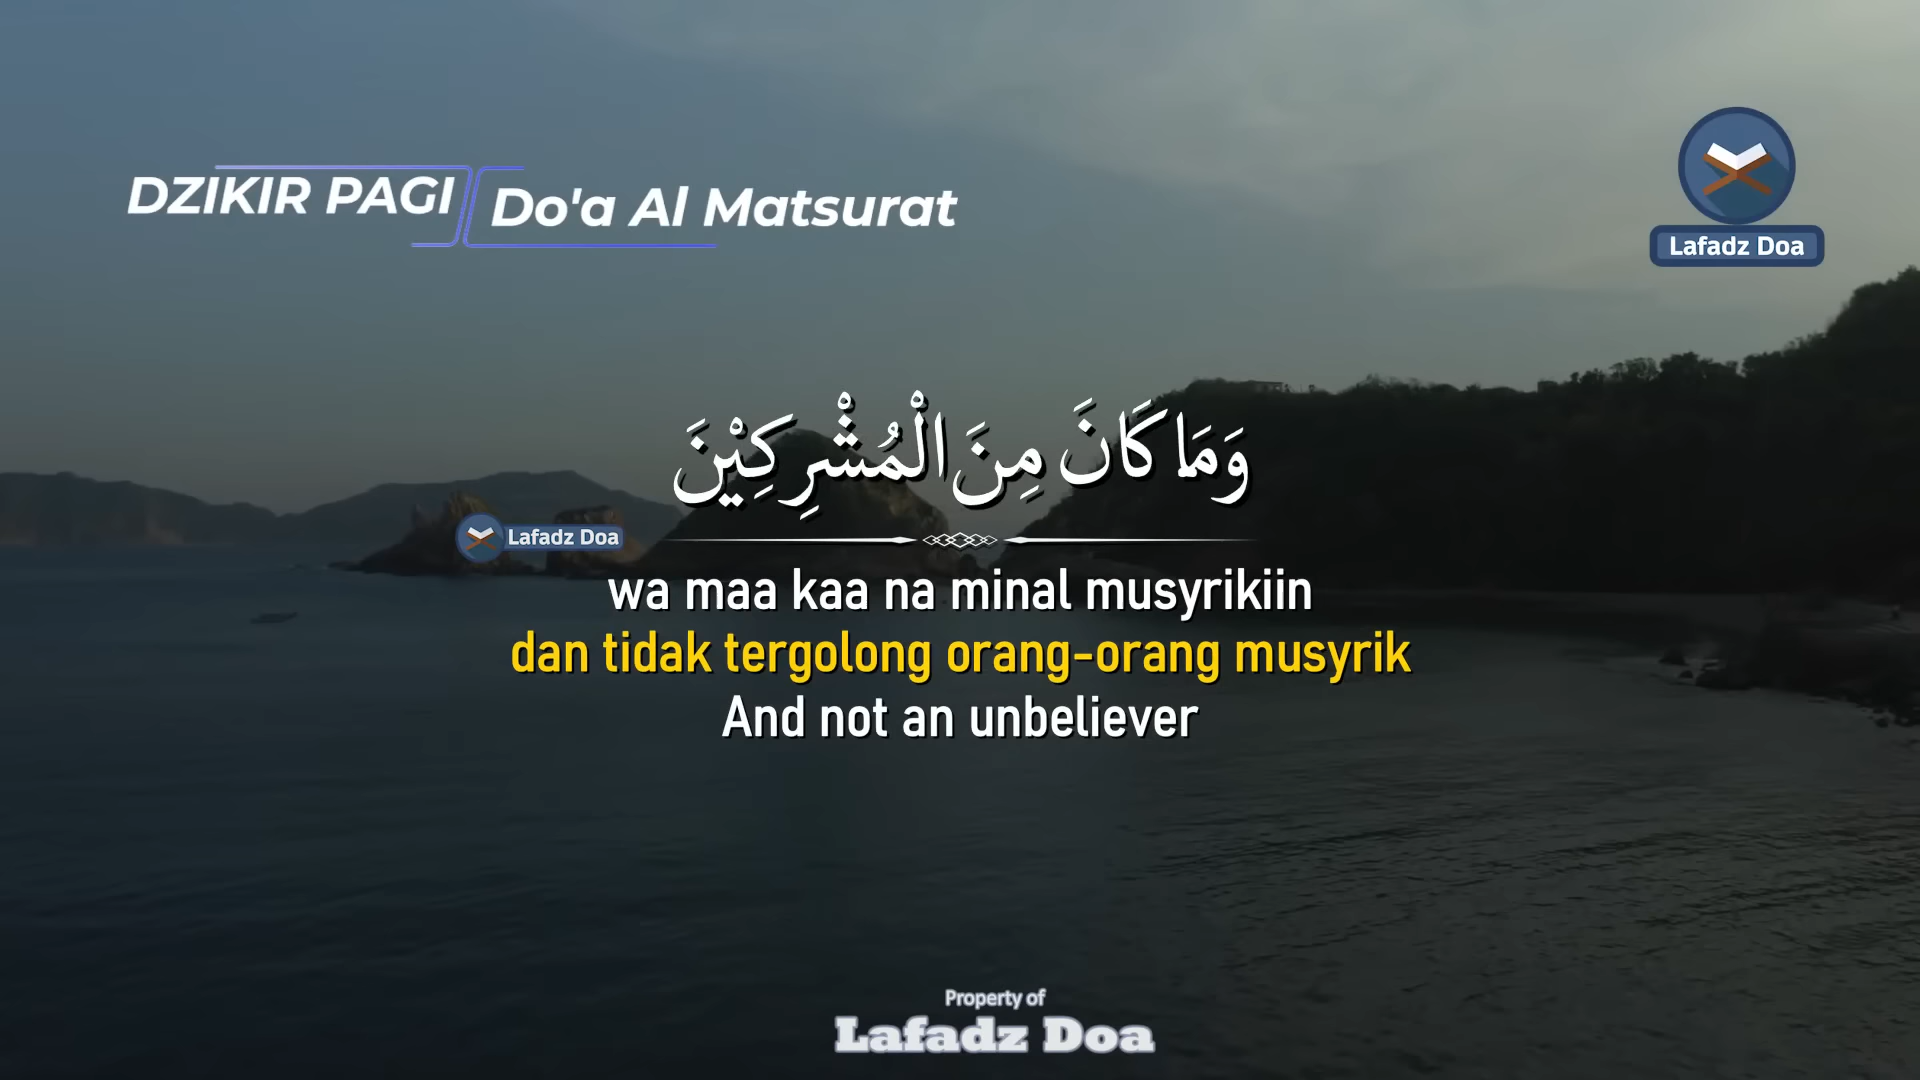 DZIKIR PAGI
Do'a Al Matsurat
Lafadz Doa
وَمَا كَانَ مِنَ الْمُشْرِكِيْنَ
Lafadz Doa
wa maa kaa na minal musyrikiin
dan tidak tergolong orang-orang musyrik
And not an unbeliever
Property of
Lafadz Doa